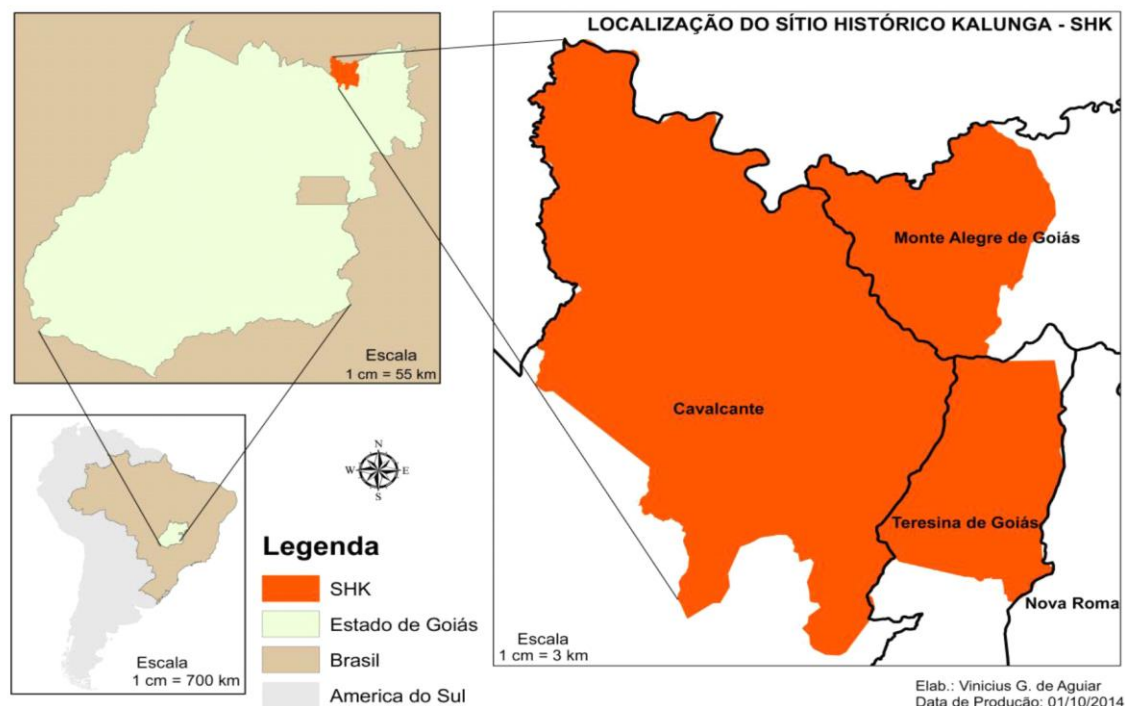 LOCALIZAÇÃO DO SÍTIO HISTÓRICO KALUNGA - SHK
Monte Alegre de Goiás
Cavalcante
Teresina de Goiás
Nova Roma
Escala
1 cm = 3 km
Escala
1 cm = 55 km
Escala
1 cm = 700 km
N
W E
S
Legenda
SHK
Estado de Goiás
Brasil
America do Sul
Elab.: Vinicius G. de Aguiar
Data de Produção: 01/10/2014